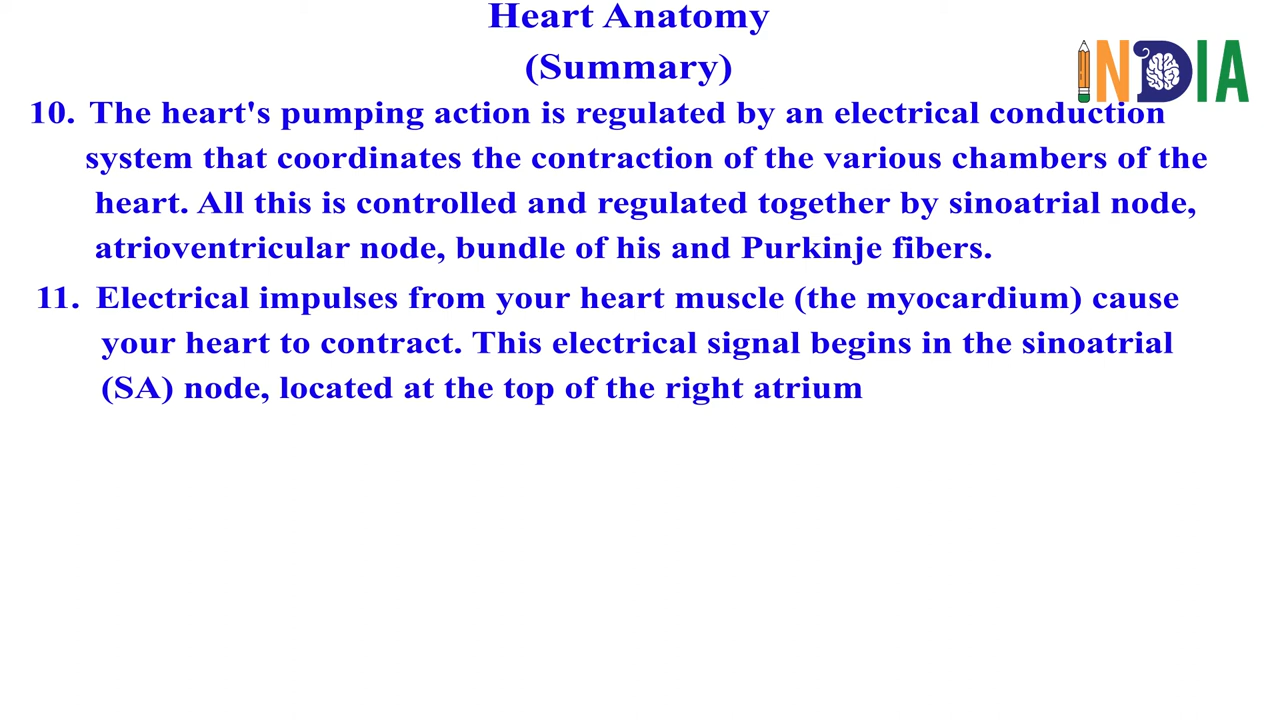 Heart Anatomy
(Summary)
INDIA
10. The heart's pumping action is regulated by an electrical conduction
system that coordinates the contraction of the various chambers of the
heart. All this is controlled and regulated together by sinoatrial node,
atrioventricular node, bundle of his and Purkinje fibers.
11. Electrical impulses from your heart muscle (the myocardium) cause
your heart to contract. This electrical signal begins in the sinoatrial
(SA) node, located at the top of the right atrium